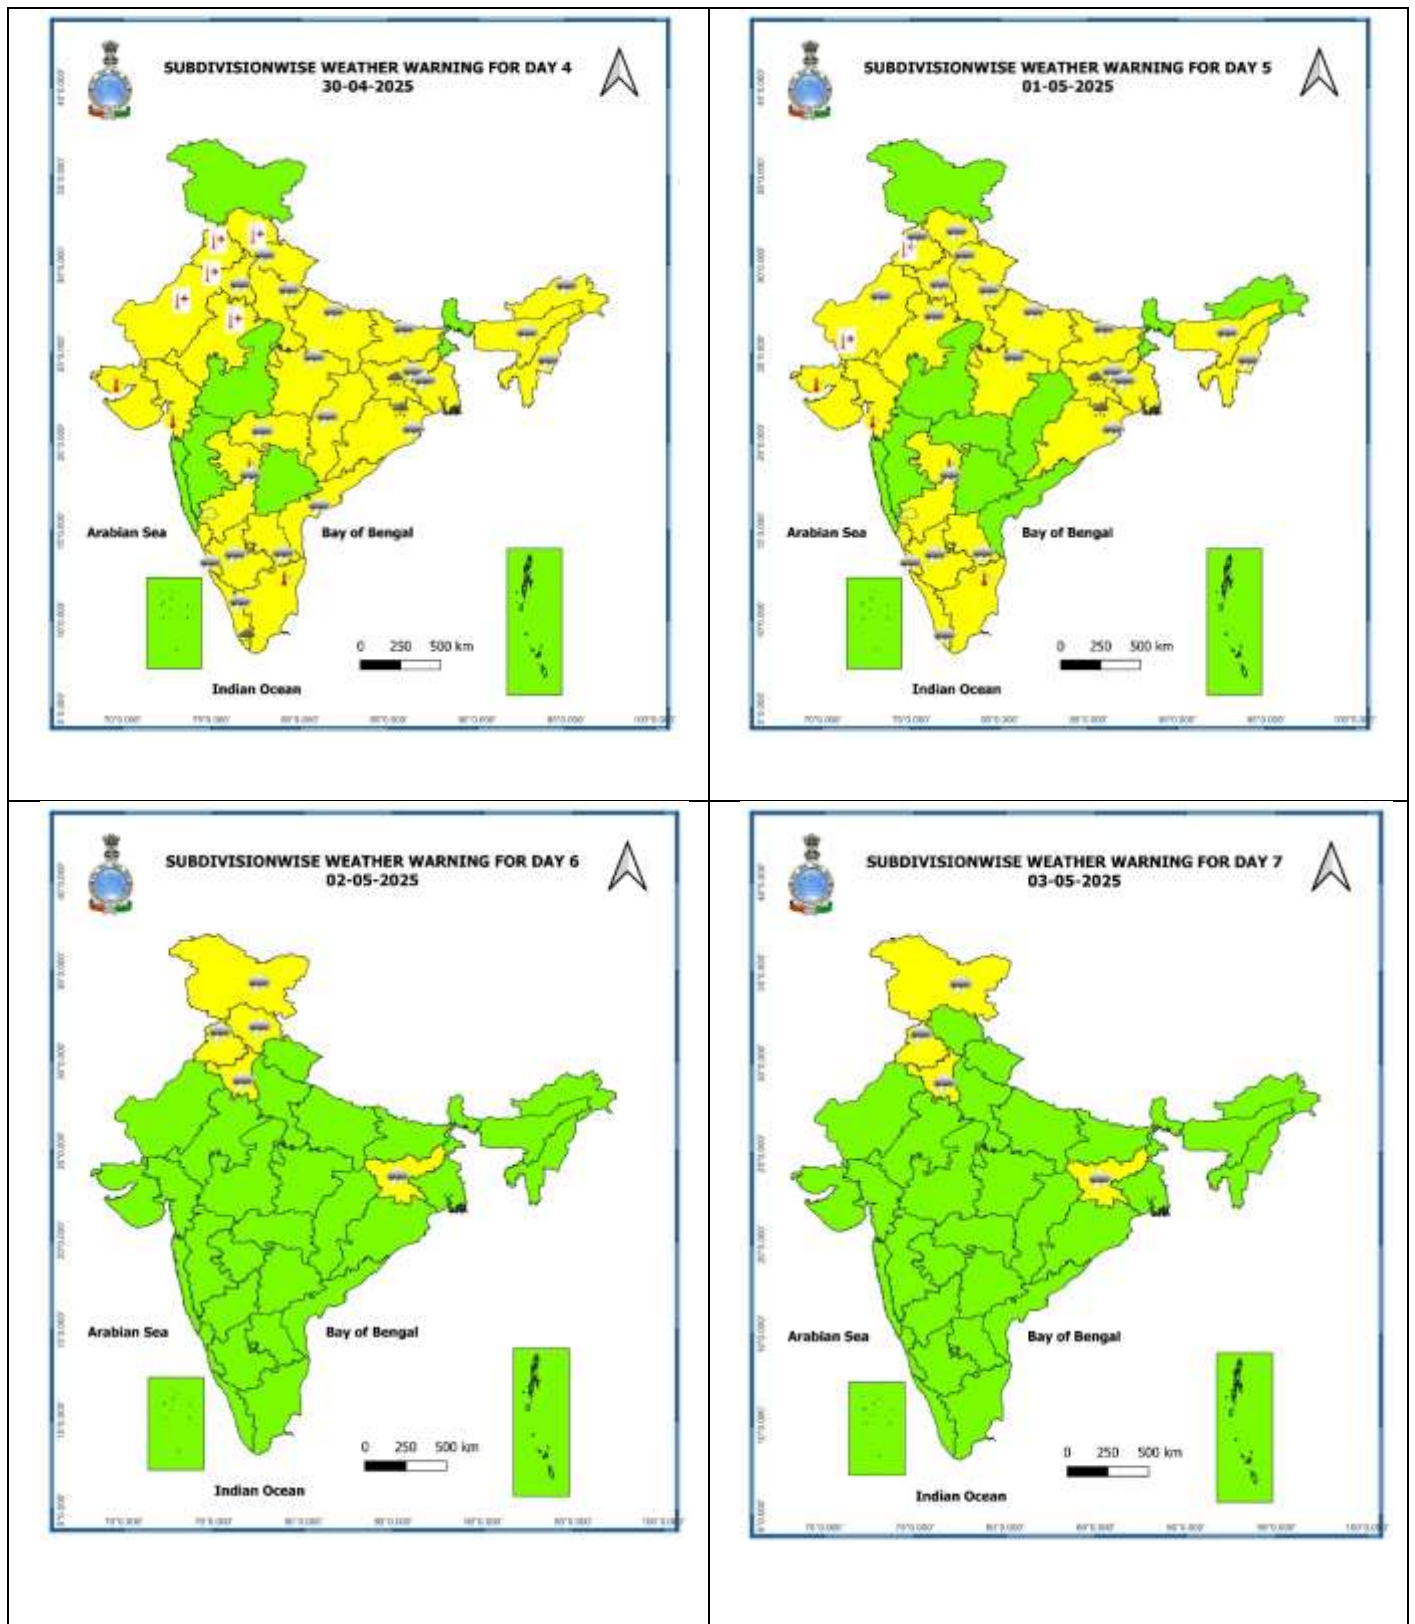 SUBDIVISIONWISE WEATHER WARNING FOR DAY 4
30-04-2025
Arabian Sea
Bay of Bengal
0 250 500 km
Indian Ocean
SUBDIVISIONWISE WEATHER WARNING FOR DAY 5
01-05-2025
Arabian Sea
Bay of Bengal
0 250 500 km
Indian Ocean
SUBDIVISIONWISE WEATHER WARNING FOR DAY 6
02-05-2025
Arabian Sea
Bay of Bengal
0 250 500 km
Indian Ocean
SUBDIVISIONWISE WEATHER WARNING FOR DAY 7
03-05-2025
Arabian Sea
Bay of Bengal
0 250 500 km
Indian Ocean